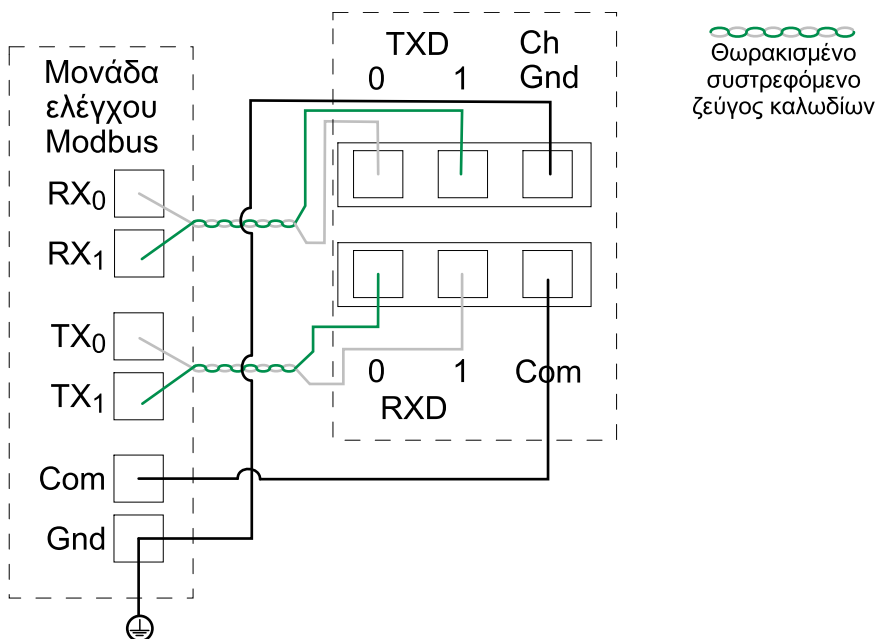 Μονάδα
ελέγχου
Modbus
RX0
RX1
TX0
TX1
Com
Gnd
TXD
0 1
Ch
Gnd
0 1 Com
RXD
Θωρακισμένο
συστρεφόμενο
ζεύγος καλωδίων